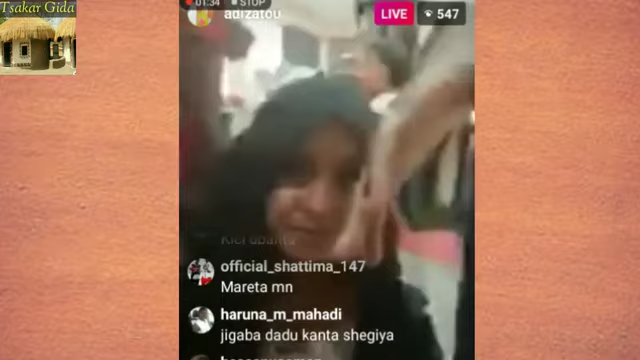 Tsakar Gida
01:34 STOP
adizatou
LIVE
547
official_shattima_147
Mareta mn
haruna_m_mahadi
jigaba dadu kanta shegiya